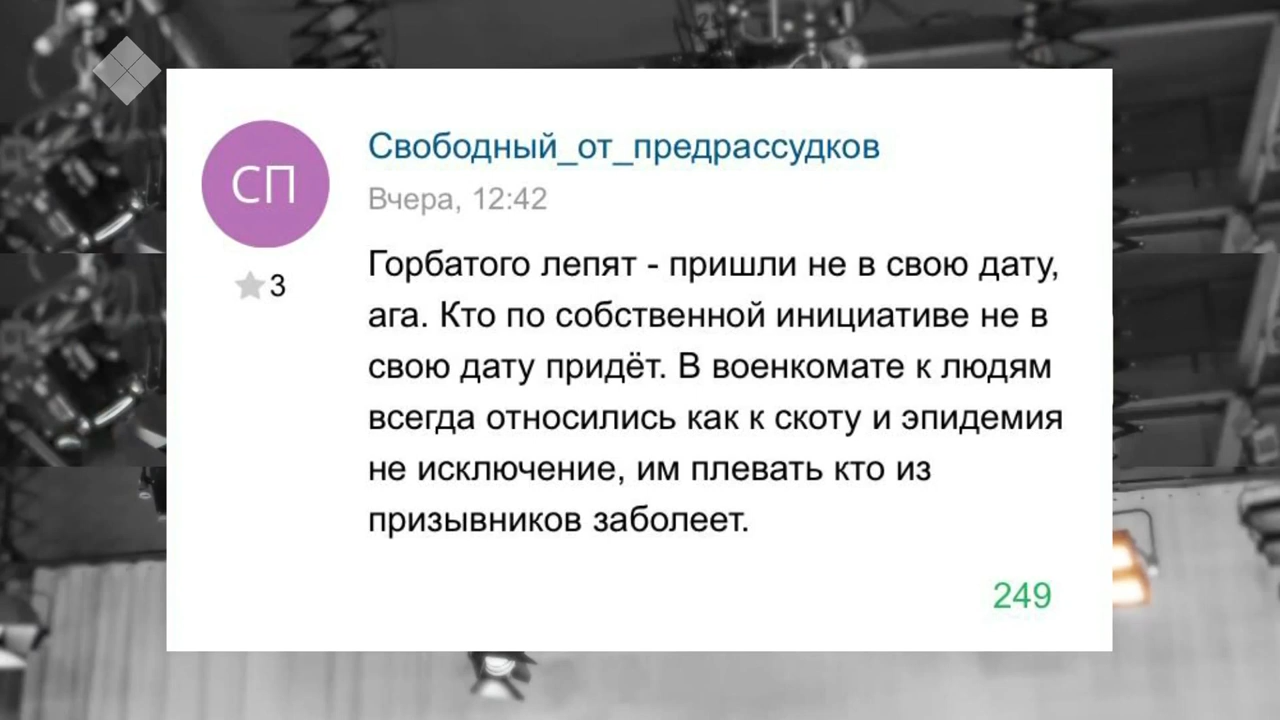 СП
Свободный_от_предрассудков
Вчера, 12:42
3
Горбатого лепят - пришли не в свою дату,
ага. Кто по собственной инициативе не в
свою дату придёт. В военкомате к людям
всегда относились как к скоту и эпидемия
не исключение, им плевать кто из
призывников заболеет.
249